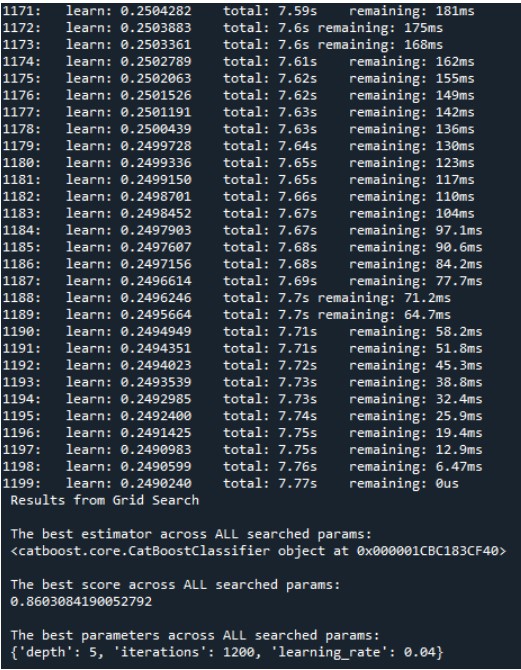 1171: learn: 0.2504282 total: 7.59s remaining: 181ms
1172: learn: 0.2503883 total: 7.6s remaining: 175ms
1173: learn: 0.2503361 total: 7.6s remaining: 168ms
1174: learn: 0.2502789 total: 7.61s remaining: 162ms
1175: learn: 0.2502063 total: 7.62s remaining: 155ms
1176: learn: 0.2501526 total: 7.62s remaining: 149ms
1177: learn: 0.2501191 total: 7.63s remaining: 142ms
1178: learn: 0.2500439 total: 7.63s remaining: 136ms
1179: learn: 0.2499728 total: 7.64s remaining: 130ms
1180: learn: 0.2499336 total: 7.65s remaining: 123ms
1181: learn: 0.2499150 total: 7.65s remaining: 117ms
1182: learn: 0.2498701 total: 7.66s remaining: 110ms
1183: learn: 0.2498452 total: 7.67s remaining: 104ms
1184: learn: 0.2497903 total: 7.67s remaining: 97.1ms
1185: learn: 0.2497607 total: 7.68s remaining: 90.6ms
1186: learn: 0.2497156 total: 7.68s remaining: 84.2ms
1187: learn: 0.2496614 total: 7.69s remaining: 77.7ms
1188: learn: 0.2496246 total: 7.7s remaining: 71.2ms
1189: learn: 0.2495664 total: 7.7s remaining: 64.7ms
1190: learn: 0.2494949 total: 7.71s remaining: 58.2ms
1191: learn: 0.2494351 total: 7.71s remaining: 51.8ms
1192: learn: 0.2494023 total: 7.72s remaining: 45.3ms
1193: learn: 0.2493539 total: 7.73s remaining: 38.8ms
1194: learn: 0.2492985 total: 7.73s remaining: 32.4ms
1195: learn: 0.2492400 total: 7.74s remaining: 25.9ms
1196: learn: 0.2491425 total: 7.75s remaining: 19.4ms
1197: learn: 0.2490983 total: 7.75s remaining: 12.9ms
1198: learn: 0.2490599 total: 7.76s remaining: 6.47ms
1199: learn: 0.2490240 total: 7.77s remaining: 0us
Results from Grid Search
The best estimator across ALL searched params:
<catboost.core.CatBoostClassifier object at 0x000001CBC183CF40>
The best score across ALL searched params:
0.8603084190052792
The best parameters across ALL searched params:
{'depth': 5, 'iterations': 1200, 'learning_rate': 0.04}